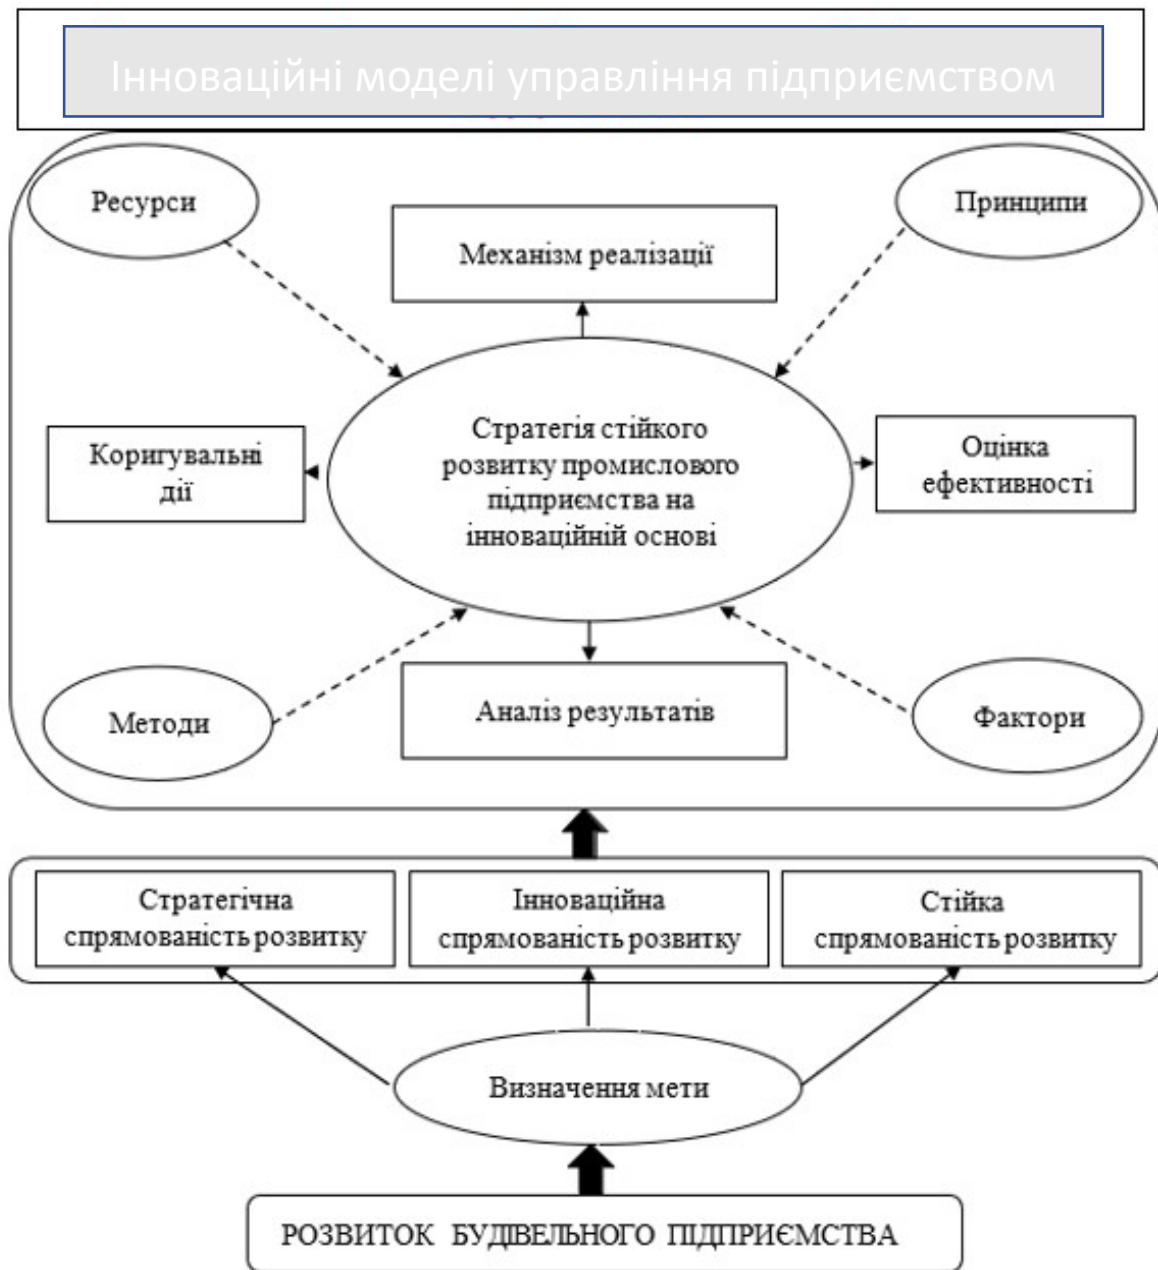 Інноваційні моделі управління підприємством
Ресурси
Принципи
Механізм реалізації
Стратегія стійкого
розвитку промислового
підприємства на
інноваційній основі
Коригувальні
дії
Оцінка
ефективності
Методи
Аналіз результатів
Фактори
Стратегічна
спрямованість розвитку
Інноваційна
спрямованість розвитку
Стійка
спрямованість розвитку
Визначення мети
РОЗВИТОК БУДІВЕЛЬНОГО ПІДПРИЄМСТВА